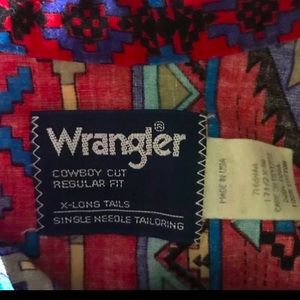 Wrangler®
COWBOY CUT
REGULAR FIT
X-LONG TAILS
SINGLE NEEDLE TAILORING
MADE IN USA